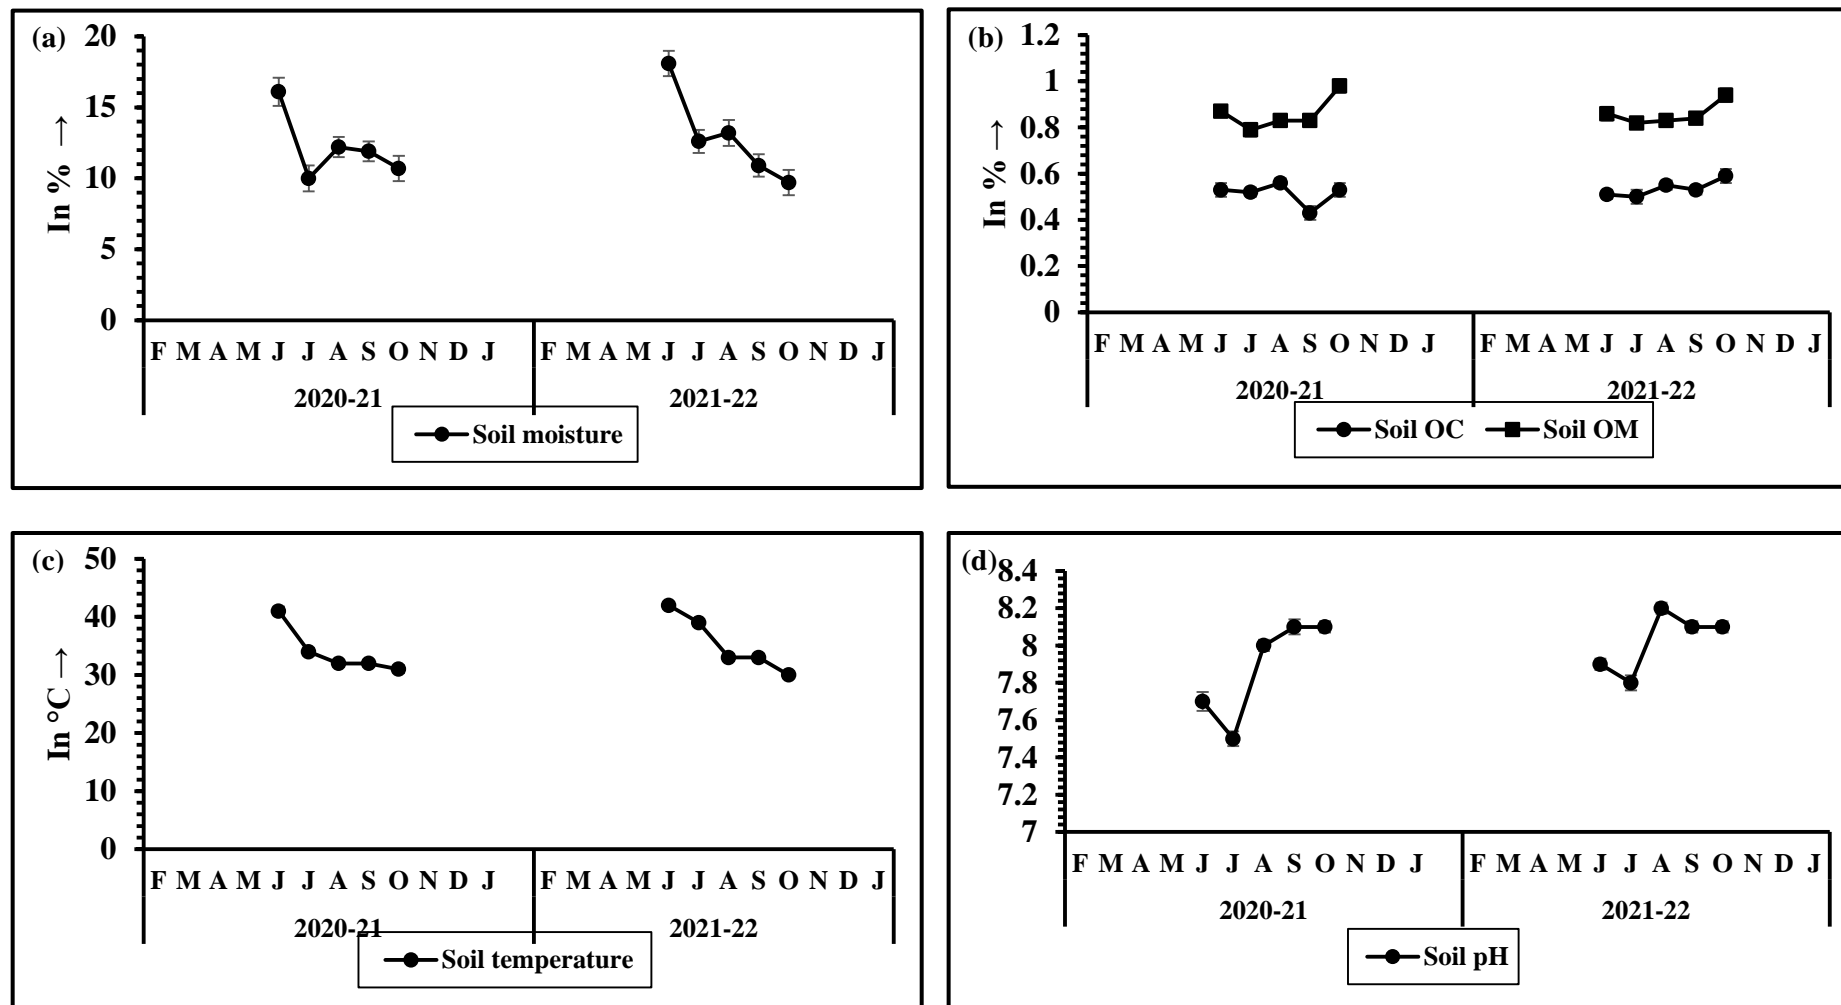 (a)
20
15
10
5
0
In % →
F M A M J J A S O N D J F M A M J J A S O N D J
2020-21 2021-22
Soil moisture
(b)
1.2
1
0.8
0.6
0.4
0.2
0
In % →
F M A M J J A S O N D J F M A M J J A S O N D J
2020-21 2021-22
Soil OC Soil OM
(c)
50
40
30
20
10
0
In °C →
F M A M J J A S O N D J F M A M J J A S O N D J
2020-21 2021-22
Soil temperature
(d)
8.4
8.2
8
7.8
7.6
7.4
7.2
7
F M A M J J A S O N D J F M A M J J A S O N D J
2020-21 2021-22
Soil pH